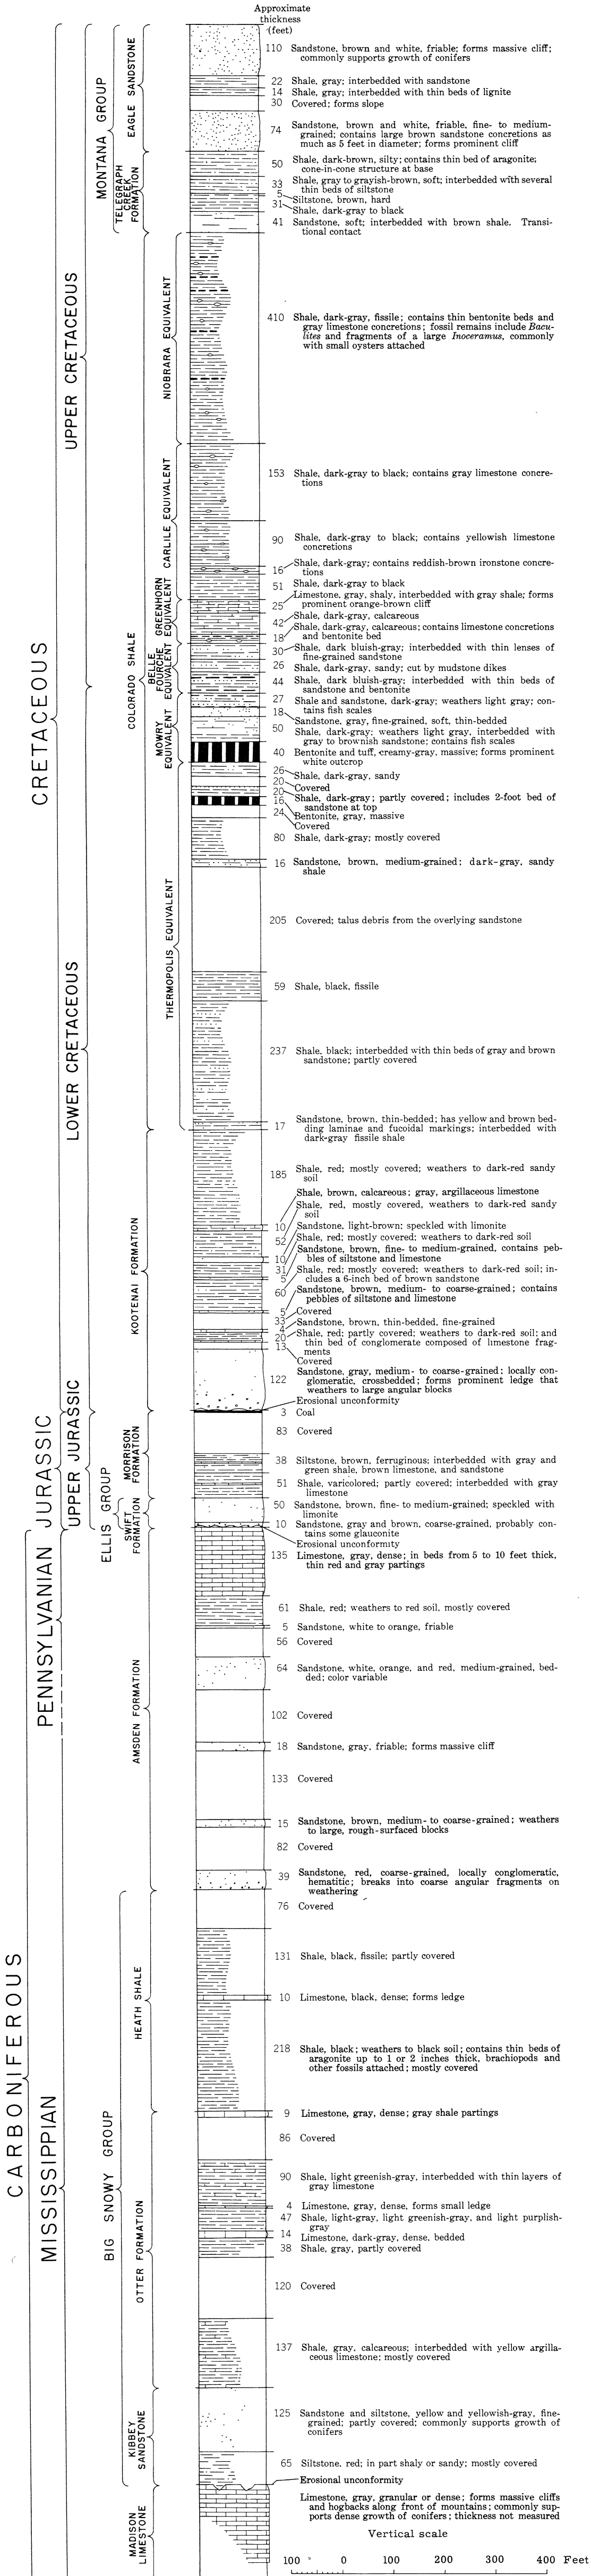 Approximate
thickness
(feet)
110 Sandstone, brown and white, friable; forms massive cliff;
commonly supports growth of conifers
22 Shale, gray; interbedded with sandstone
14 Shale, gray; interbedded with thin beds of lignite
30 Covered; forms slope
74 Sandstone, brown and white, friable, fine- to medium-
grained; contains large brown sandstone concretions as
much as 5 feet in diameter; forms prominent cliff
50 Shale, dark-brown, silty; contains thin bed of aragonite;
cone-in-cone structure at base
33 Shale, gray to grayish-brown, soft; interbedded with several
thin beds of siltstone
5 Siltstone, brown, hard
31 Shale, dark-gray to black
41 Sandstone, soft; interbedded with brown shale. Transi-
tional contact
410 Shale, dark-gray, fissile; contains thin bentonite beds and
gray limestone concretions; fossil remains include Bacu-
lites and fragments of a large Inoceramus, commonly
with small oysters attached
153 Shale, dark-gray to black; contains gray limestone concre-
tions
90 Shale, dark-gray to black; contains yellowish limestone
concretions
16 Shale, dark-gray; contains reddish-brown ironstone concre-
tions
51 Shale, dark-gray to black
25 Limestone, gray, shaly, interbedded with gray shale; forms
prominent orange-brown cliff
42 Shale, dark-gray, calcareous
18 Shale, dark-gray, calcareous; contains limestone concretions
and bentonite bed
30 Shale, dark bluish-gray; interbedded with thin lenses of
fine-grained sandstone
26 Shale, dark-gray, sandy; cut by mudstone dikes
44 Shale, dark bluish-gray; interbedded with thin beds of
sandstone and bentonite
27 Shale and sandstone, dark-gray; weathers light gray; con-
tains fish scales
18 Sandstone, gray, fine-grained, soft, thin-bedded
50 Shale, dark-gray; weathers light gray, interbedded with
gray to brownish sandstone; contains fish scales
40 Bentonite and tuff, creamy-gray, massive; forms prominent
white outcrop
26 Shale, dark-gray, sandy
20 Covered
20 Shale, dark-gray; partly covered; includes 2-foot bed of
sandstone at top
16 Bentonite, gray, massive
24 Covered
80 Shale, dark-gray; mostly covered
16 Sandstone, brown, medium-grained; dark-gray, sandy
shale
205 Covered; talus debris from the overlying sandstone
59 Shale, black, fissile
237 Shale, black; interbedded with thin beds of gray and brown
sandstone; partly covered
17 Sandstone, brown, thin-bedded; has yellow and brown bed-
ding laminae and fucoidal markings; interbedded with
dark-gray fissile shale
185 Shale, red; mostly covered; weathers to dark-red sandy
soil
10 Shale, brown, calcareous; gray, argillaceous limestone
52 Shale, red, mostly covered, weathers to dark-red sandy
soil
10 Sandstone, light-brown; speckled with limonite
31 Shale, red; mostly covered; weathers to dark-red soil
5 Sandstone, brown, fine- to medium-grained, contains peb-
bles of siltstone and limestone
60 Shale, red; mostly covered; weathers to dark-red soil; in-
cludes a 6-inch bed of brown sandstone
5 Sandstone, brown, medium- to coarse-grained; contains
pebbles of siltstone and limestone
33 Covered
4 Sandstone, brown, thin-bedded, fine-grained
20 Shale, red; partly covered; weathers to dark-red soil; and
thin bed of conglomerate composed of limestone frag-
ments
13 Covered
122 Sandstone, gray, medium- to coarse-grained; locally con-
glomeratic, crossbedded; forms prominent ledge that
weathers to large angular blocks
Erosional unconformity
3 Coal
83 Covered
38 Siltstone, brown, ferruginous; interbedded with gray and
green shale, brown limestone, and sandstone
51 Shale, varicolored; partly covered; interbedded with gray
limestone
50 Sandstone, brown, fine- to medium-grained; speckled with
limonite
10 Sandstone, gray and brown, coarse-grained, probably con-
tains some glauconite
Erosional unconformity
135 Limestone, gray, dense; in beds from 5 to 10 feet thick,
thin red and gray partings
61 Shale, red; weathers to red soil, mostly covered
5 Sandstone, white to orange, friable
56 Covered
64 Sandstone, white, orange, and red, medium-grained, bed-
ded; color variable
102 Covered
18 Sandstone, gray, friable; forms massive cliff
133 Covered
15 Sandstone, brown, medium- to coarse-grained; weathers
to large, rough-surfaced blocks
82 Covered
39 Sandstone, red, coarse-grained, locally conglomeratic,
hematitic; breaks into coarse angular fragments on
weathering
76 Covered
131 Shale, black, fissile; partly covered
10 Limestone, black, dense; forms ledge
218 Shale, black; weathers to black soil; contains thin beds of
aragonite up to 1 or 2 inches thick, brachiopods and
other fossils attached; mostly covered
9 Limestone, gray, dense; gray shale partings
86 Covered
90 Shale, light greenish-gray, interbedded with thin layers of
gray limestone
4 Limestone, gray, dense, forms small ledge
47 Shale, light-gray, light greenish-gray, and light purplish-
gray
14 Limestone, dark-gray, dense, bedded
38 Shale, gray, partly covered
120 Covered
137 Shale, gray, calcareous; interbedded with yellow argilla-
ceous limestone; mostly covered
125 Sandstone and siltstone, yellow and yellowish-gray, fine-
grained; partly covered; commonly supports growth of
conifers
65 Siltstone, red; in part shaly or sandy; mostly covered
Erosional unconformity
Limestone, gray, granular or dense; forms massive cliffs
and hogbacks along front of mountains; commonly sup-
ports dense growth of conifers; thickness not measured
Vertical scale
100 0 100 200 300 400 Feet
CRETACEOUS
UPPER CRETACEOUS
LOWER CRETACEOUS
MONTANA GROUP
EAGLE SANDSTONE
TELEGRAPH
CREEK
FORMATION
COLORADO SHALE
NIOBRARA EQUIVALENT
CARLILE EQUIVALENT
GREENHORN
EQUIVALENT
BELLE
FOURCHE
EQUIVALENT
MOWRY
EQUIVALENT
THERMOPOLIS EQUIVALENT
KOOTENAI FORMATION
JURASSIC
UPPER JURASSIC
MORRISON
FORMATION
ELLIS GROUP
SWIFT
FORMATION
CARBONIFEROUS
PENNSYLVANIAN
AMSDEN FORMATION
MISSISSIPPIAN
BIG SNOWY GROUP
HEATH SHALE
OTTER FORMATION
KIBBEY
SANDSTONE
MADISON
LIMESTONE